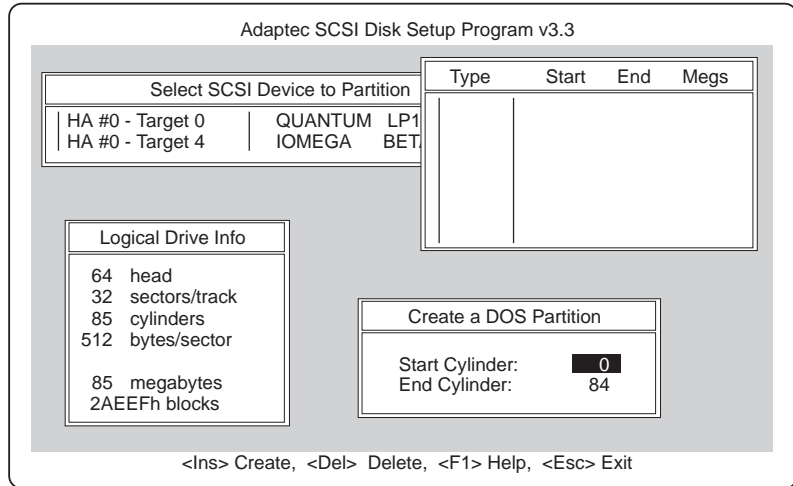 Adaptec SCSI Disk Setup Program v3.3
Select SCSI Device to Partition
HA #0 - Target 0 QUANTUM LP1
HA #0 - Target 4 IOMEGA BETA
Type Start End Megs
Logical Drive Info
64 head
32 sectors/track
85 cylinders
512 bytes/sector
85 megabytes
2AEEFh blocks
Create a DOS Partition
Start Cylinder: 0
End Cylinder: 84
<Ins> Create, <Del> Delete, <F1> Help, <Esc> Exit